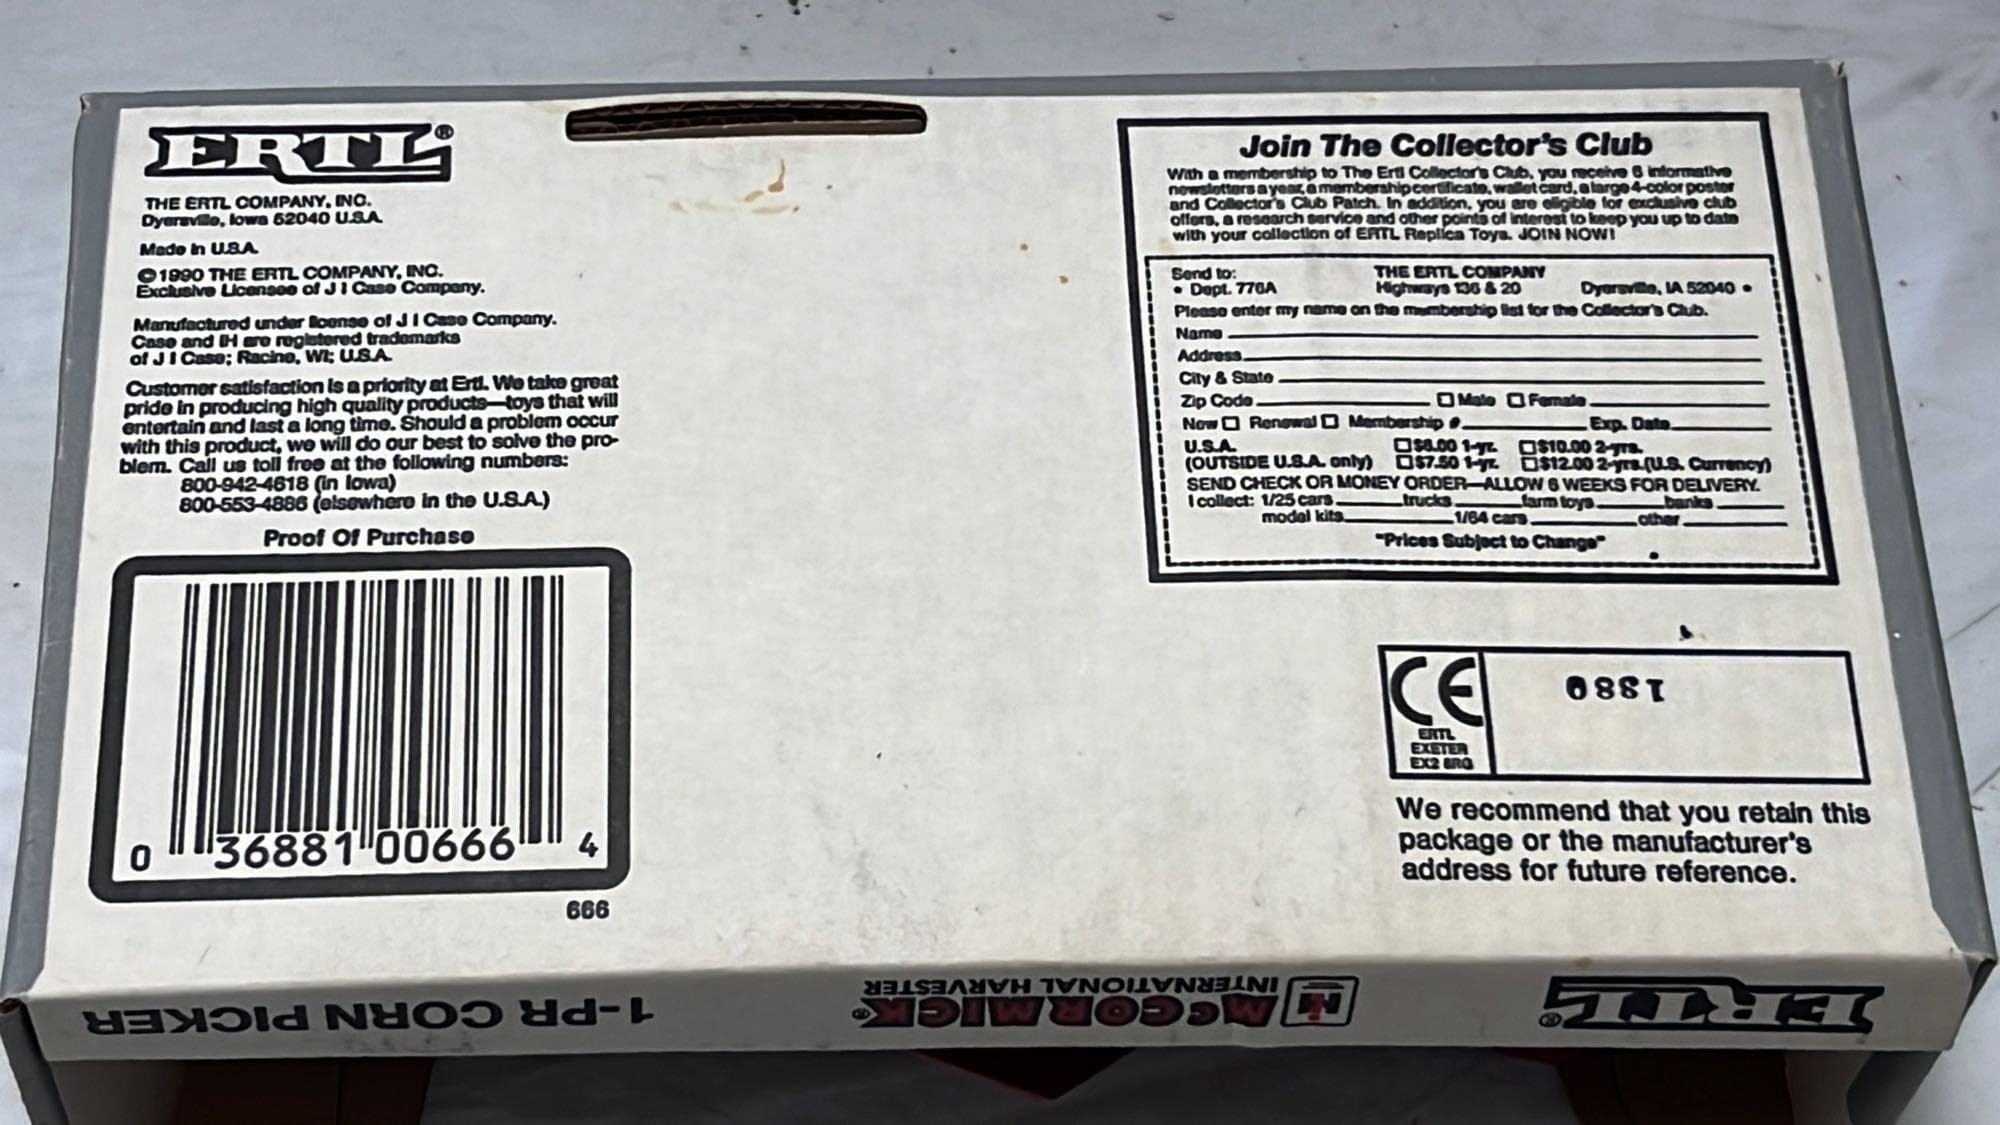 ERTL®
THE ERTL COMPANY, INC.
Dyersville, Iowa 52040 U.S.A.
Made in U.S.A.
©1990 THE ERTL COMPANY, INC.
Exclusive Licensee of J I Case Company.
Manufactured under license of J I Case Company.
Case and IH are registered trademarks
of J I Case; Racine, WI; U.S.A.
Customer satisfaction is a priority at Ertl. We take great
pride in producing high quality products—toys that will
entertain and last a long time. Should a problem occur
with this product, we will do our best to solve the pro-
blem. Call us toll free at the following numbers:
800-942-4618 (in Iowa)
800-553-4886 (elsewhere in the U.S.A.)
Proof Of Purchase
0 36881 00666 4
666
Join The Collector's Club
With a membership to The Ertl Collector's Club, you receive 6 informative
newsletters a year, a membership certificate, wallet card, a large 4-color poster
and Collector's Club Patch. In addition, you are eligible for exclusive club
offers, a research service and other points of interest to keep you up to date
with your collection of ERTL Replica Toys. JOIN NOW!
Send to: THE ERTL COMPANY
• Dept. 776A Highways 136 & 20 Dyersville, IA 52040 •
Please enter my name on the membership list for the Collector's Club.
Name
Address
City & State
Zip Code Male Female
New Renewal Membership # Exp. Date
U.S.A. $6.00 1-yr. $10.00 2-yrs.
(OUTSIDE U.S.A. only) $7.50 1-yr. $12.00 2-yrs.(U.S. Currency)
SEND CHECK OR MONEY ORDER—ALLOW 6 WEEKS FOR DELIVERY.
I collect: 1/25 cars trucks farm toys banks
model kits 1/64 cars other
"Prices Subject to Change"
CE
ERTL
EXETER
EX2 8RQ
We recommend that you retain this
package or the manufacturer's
address for future reference.
ERTL®
McCORMICK®
INTERNATIONAL HARVESTER
1-PR CORN PICKER